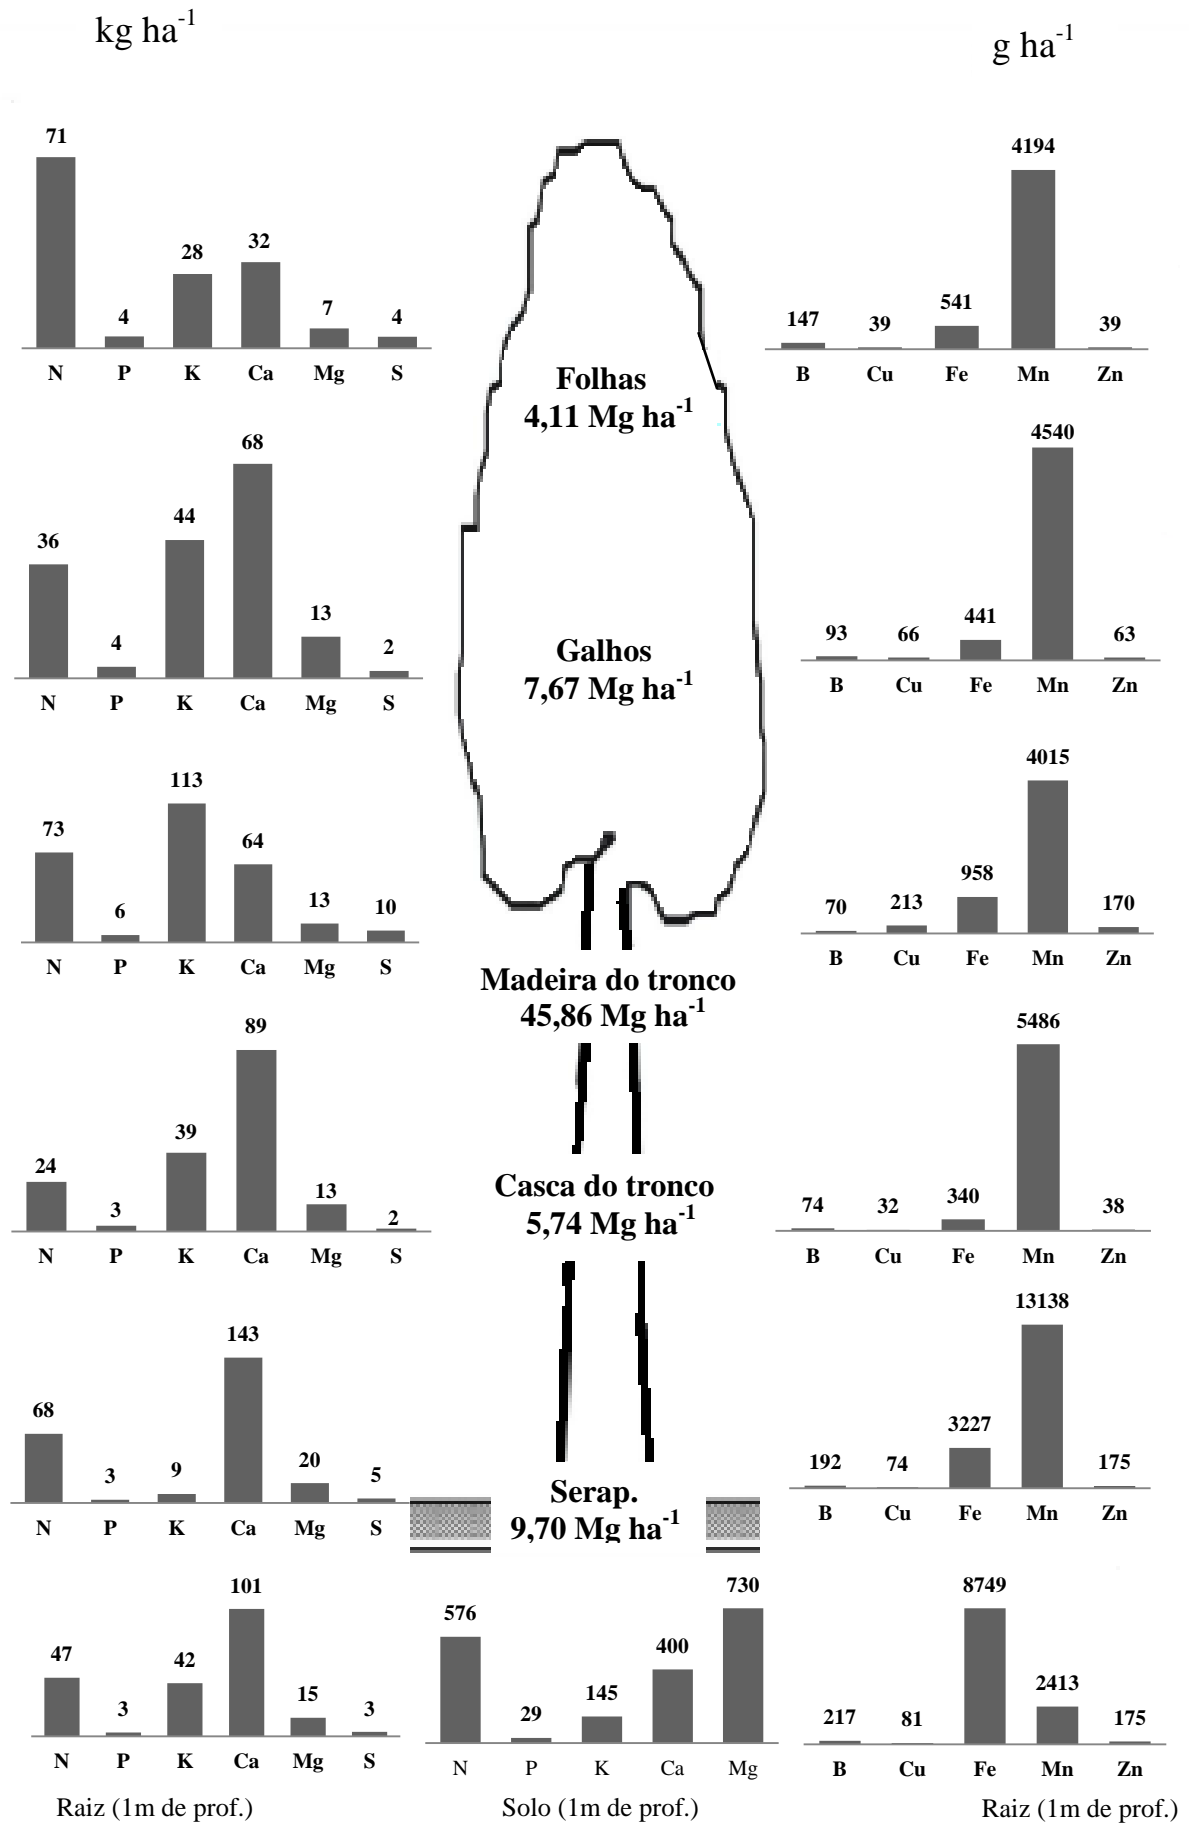 kg ha-1
g ha-1
71 4 28 32 7 4
N P K Ca Mg S
147 39 541 4194 39
B Cu Fe Mn Zn
Folhas
4,11 Mg ha-1
36 4 44 68 13 2
N P K Ca Mg S
93 66 441 4540 63
B Cu Fe Mn Zn
Galhos
7,67 Mg ha-1
73 6 113 64 13 10
N P K Ca Mg S
70 213 958 4015 170
B Cu Fe Mn Zn
Madeira do tronco
45,86 Mg ha-1
24 3 39 89 13 2
N P K Ca Mg S
74 32 340 5486 38
B Cu Fe Mn Zn
Casca do tronco
5,74 Mg ha-1
68 3 9 143 20 5
N P K Ca Mg S
192 74 3227 13138 175
B Cu Fe Mn Zn
Serap.
9,70 Mg ha-1
47 3 42 101 15 3
N P K Ca Mg S
Raiz (1m de prof.)
576 29 145 400 730
N P K Ca Mg
Solo (1m de prof.)
217 81 8749 2413 175
B Cu Fe Mn Zn
Raiz (1m de prof.)